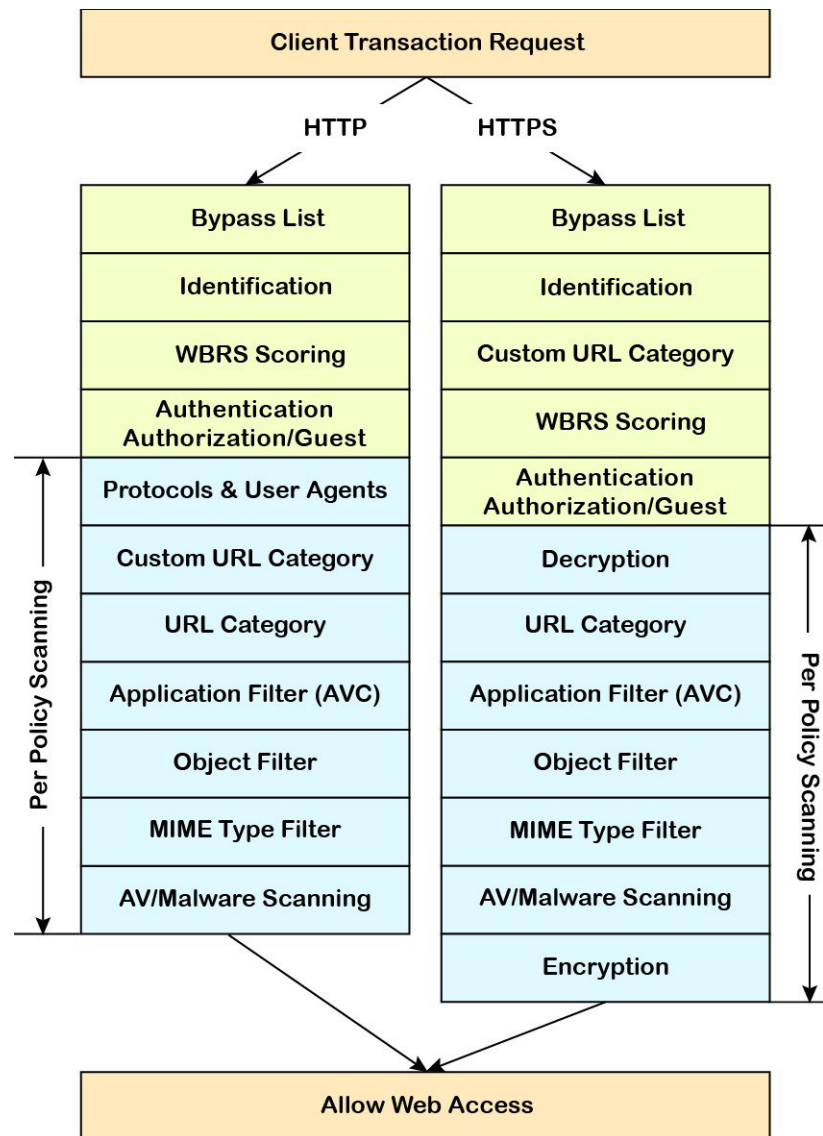 Client Transaction Request
HTTP
HTTPS
Bypass List
Identification
WBRS Scoring
Authentication
Authorization/Guest
Protocols & User Agents
Custom URL Category
URL Category
Application Filter (AVC)
Object Filter
MIME Type Filter
AV/Malware Scanning
Per Policy Scanning
Bypass List
Identification
Custom URL Category
WBRS Scoring
Authentication
Authorization/Guest
Decryption
URL Category
Application Filter (AVC)
Object Filter
MIME Type Filter
AV/Malware Scanning
Encryption
Per Policy Scanning
Allow Web Access